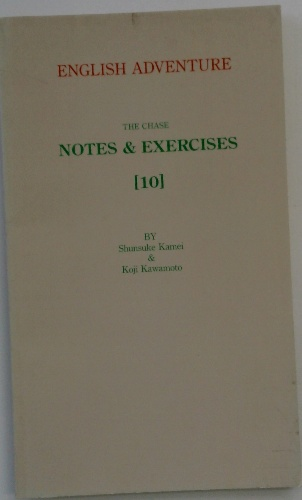 ENGLISH ADVENTURE
THE CHASE
NOTES & EXERCISES
[10]
BY
Shunsuke Kamei
&
Koji Kawamoto